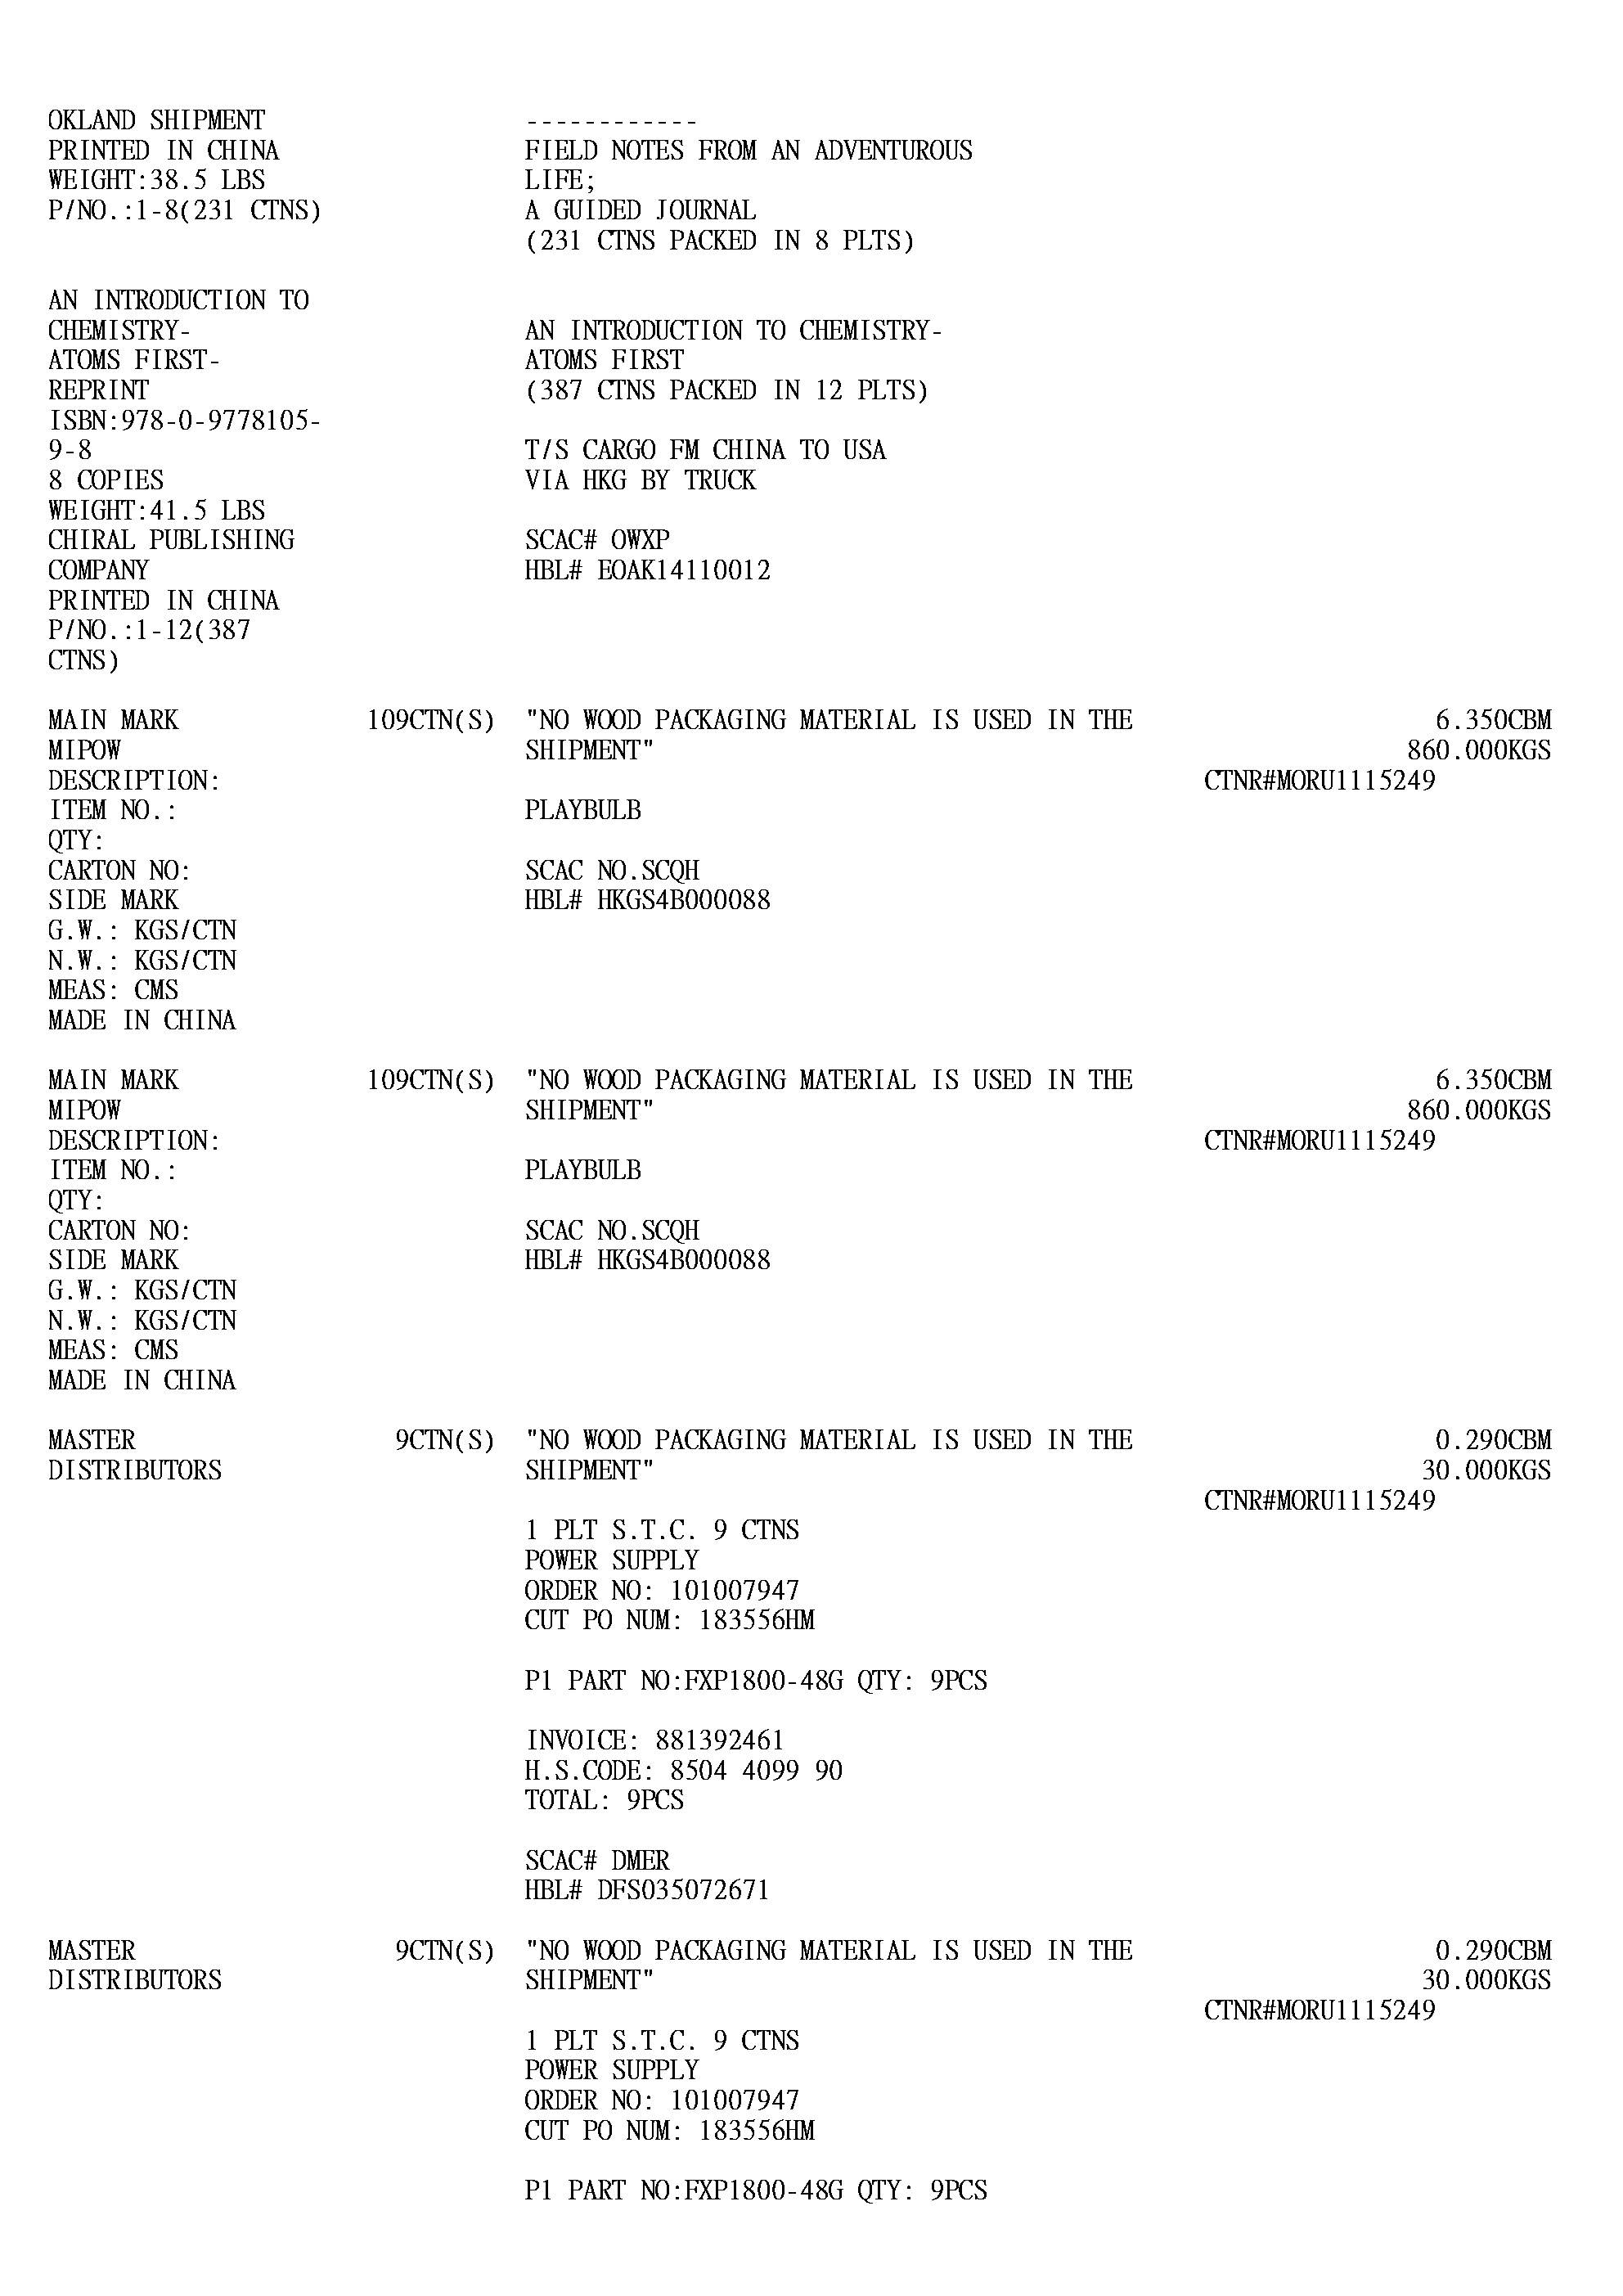 OKLAND SHIPMENT ------------
PRINTED IN CHINA FIELD NOTES FROM AN ADVENTUROUS
WEIGHT:38.5 LBS LIFE;
P/NO.:1-8(231 CTNS) A GUIDED JOURNAL
(231 CTNS PACKED IN 8 PLTS)
AN INTRODUCTION TO
CHEMISTRY- AN INTRODUCTION TO CHEMISTRY-
ATOMS FIRST- ATOMS FIRST
REPRINT (387 CTNS PACKED IN 12 PLTS)
ISBN:978-0-9778105-
9-8 T/S CARGO FM CHINA TO USA
8 COPIES VIA HKG BY TRUCK
WEIGHT:41.5 LBS
CHIRAL PUBLISHING SCAC# OWXP
COMPANY HBL# EOAK14110012
PRINTED IN CHINA
P/NO.:1-12(387
CTNS)
MAIN MARK 109CTN(S) "NO WOOD PACKAGING MATERIAL IS USED IN THE 6.350CBM
MIPOW SHIPMENT" 860.000KGS
DESCRIPTION: CTNR#MORU1115249
ITEM NO.: PLAYBULB
QTY:
CARTON NO: SCAC NO.SCQH
SIDE MARK HBL# HKGS4B000088
G.W.: KGS/CTN
N.W.: KGS/CTN
MEAS: CMS
MADE IN CHINA
MAIN MARK 109CTN(S) "NO WOOD PACKAGING MATERIAL IS USED IN THE 6.350CBM
MIPOW SHIPMENT" 860.000KGS
DESCRIPTION: CTNR#MORU1115249
ITEM NO.: PLAYBULB
QTY:
CARTON NO: SCAC NO.SCQH
SIDE MARK HBL# HKGS4B000088
G.W.: KGS/CTN
N.W.: KGS/CTN
MEAS: CMS
MADE IN CHINA
MASTER 9CTN(S) "NO WOOD PACKAGING MATERIAL IS USED IN THE 0.290CBM
DISTRIBUTORS SHIPMENT" 30.000KGS
CTNR#MORU1115249
1 PLT S.T.C. 9 CTNS
POWER SUPPLY
ORDER NO: 101007947
CUT PO NUM: 183556HM
P1 PART NO:FXP1800-48G QTY: 9PCS
INVOICE: 881392461
H.S.CODE: 8504 4099 90
TOTAL: 9PCS
SCAC# DMER
HBL# DFS035072671
MASTER 9CTN(S) "NO WOOD PACKAGING MATERIAL IS USED IN THE 0.290CBM
DISTRIBUTORS SHIPMENT" 30.000KGS
CTNR#MORU1115249
1 PLT S.T.C. 9 CTNS
POWER SUPPLY
ORDER NO: 101007947
CUT PO NUM: 183556HM
P1 PART NO:FXP1800-48G QTY: 9PCS